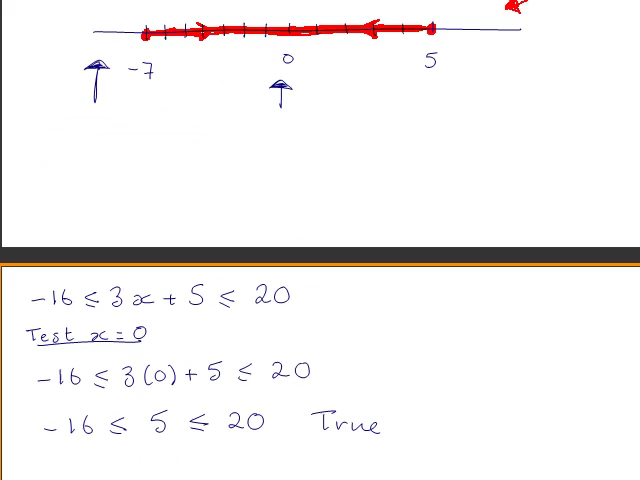 -7 0 5
-16 ≤ 3x + 5 ≤ 20
Test x = 0
-16 ≤ 3(0) + 5 ≤ 20
-16 ≤ 5 ≤ 20 True